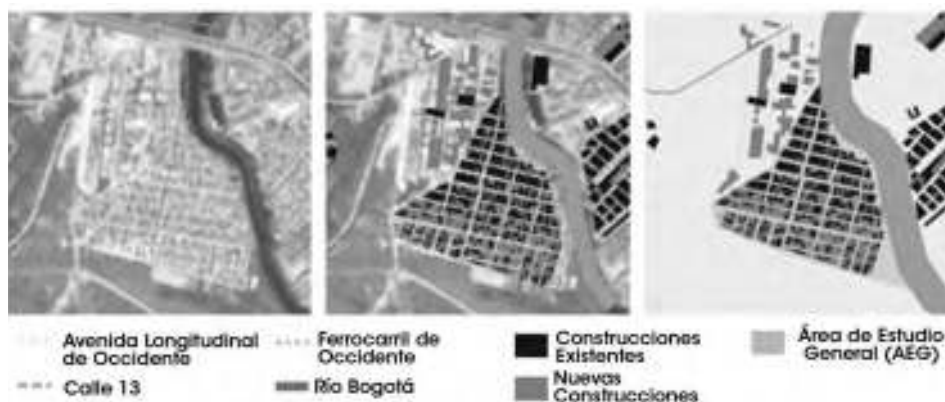 Avenida Longitudinal
de Occidente
Calle 13
Ferrocarril de
Occidente
Río Bogotá
Construcciones
Existentes
Nuevas
Construcciones
Área de Estudio
General (AEG)